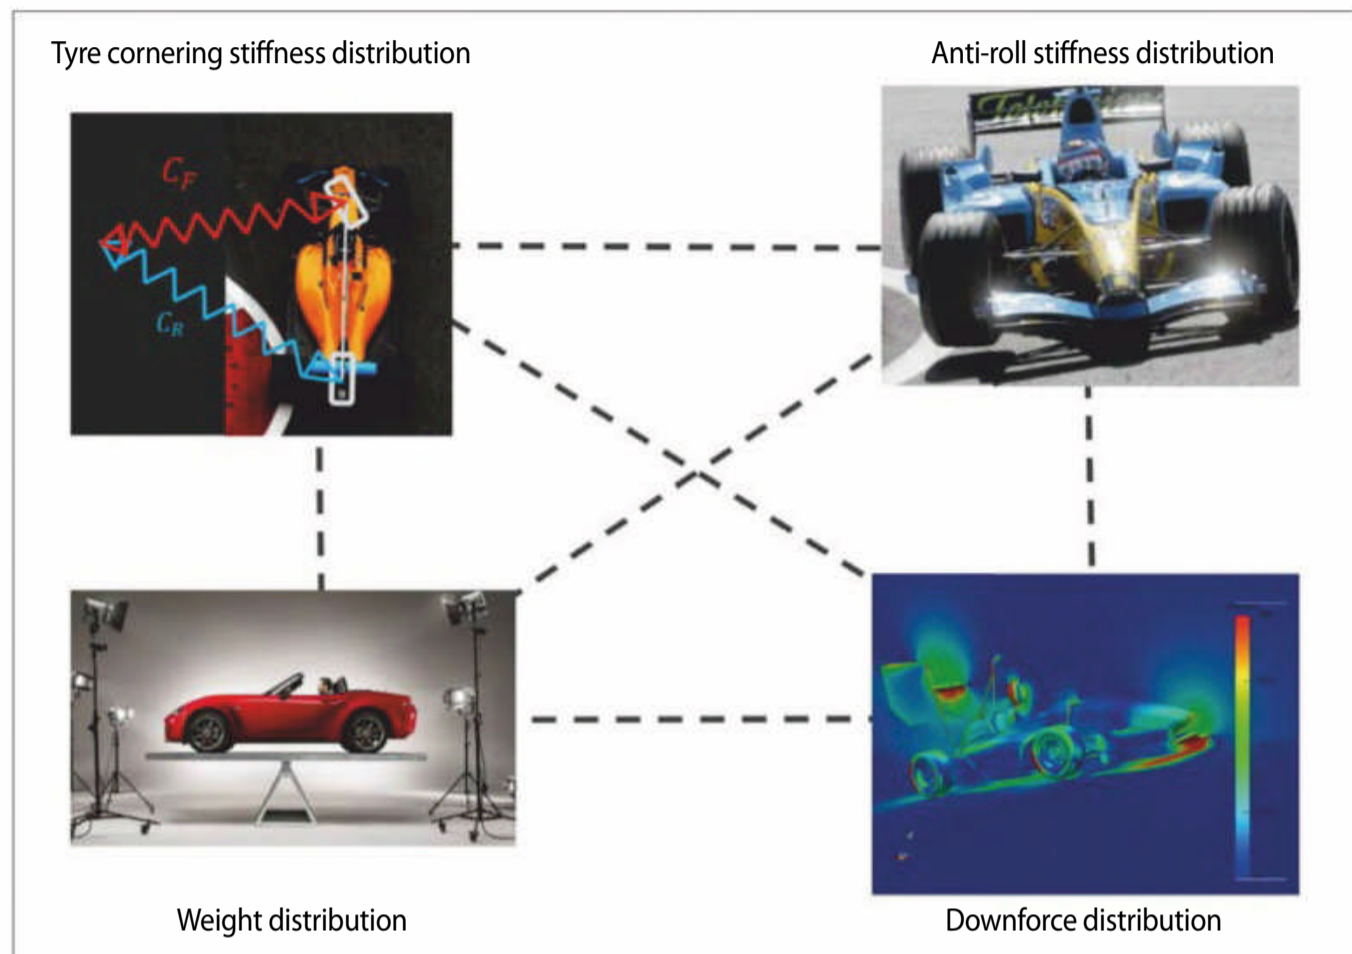 Tyre cornering stiffness distribution
Anti-roll stiffness distribution
C_F
C_R
Weight distribution
Downforce distribution